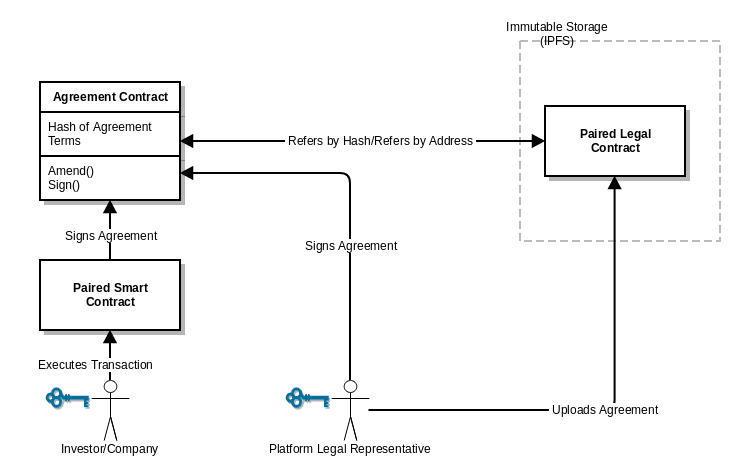 Immutable Storage
(IPFS)
Agreement Contract
Hash of Agreement
Terms
Amend()
Sign()
Refers by Hash/Refers by Address
Paired Legal
Contract
Signs Agreement
Signs Agreement
Paired Smart
Contract
Executes Transaction
Uploads Agreement
Investor/Company
Platform Legal Representative